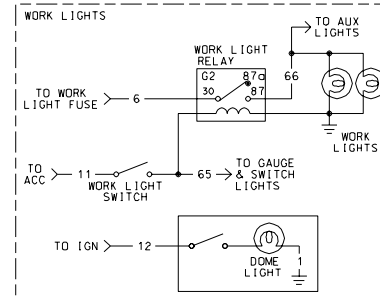 WORK LIGHTS
TO AUX
LIGHTS
WORK LIGHT
RELAY
G2 87a
30 87
66
TO WORK
LIGHT FUSE
6
WORK
LIGHTS
TO
ACC
11
WORK LIGHT
SWITCH
65
TO GAUGE
& SWITCH
LIGHTS
TO IGN
12
DOME
LIGHT
1